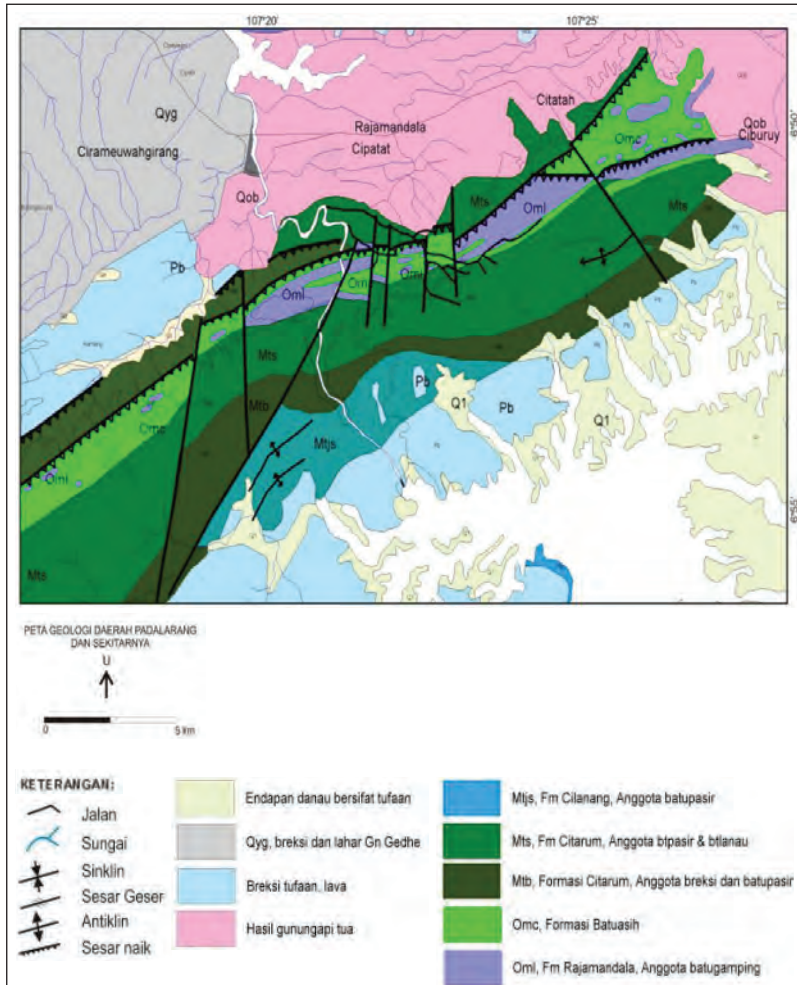 107°20'
107°25'
Qyg
Cirameuwahgirang
Citatah
Rajamandala
Cipatat
Omc
Qob
Ciburuy
6°50'
Qob
Mts
Oml
Mts
Pb
Oml
Omc
Oml
Mts
Pb
Q1
Pb
Q1
Mtb
Mtjs
Omc
Oml
Mts
6°55'
PETA GEOLOGI DAERAH PADALARANG
DAN SEKITARNYA
U
0 5 km
KETERANGAN:
Jalan
Sungai
Sinklin
Sesar Geser
Antiklin
Sesar naik
Endapan danau bersifat tufaan
Qyg, breksi dan lahar Gn Gedhe
Breksi tufaan, lava
Hasil gunungapi tua
Mtjs, Fm Cilanang, Anggota batupasir
Mts, Fm Citarum, Anggota btpasir & btlanau
Mtb, Formasi Citarum, Anggota breksi dan batupasir
Omc, Formasi Batuasih
Oml, Fm Rajamandala, Anggota batugamping